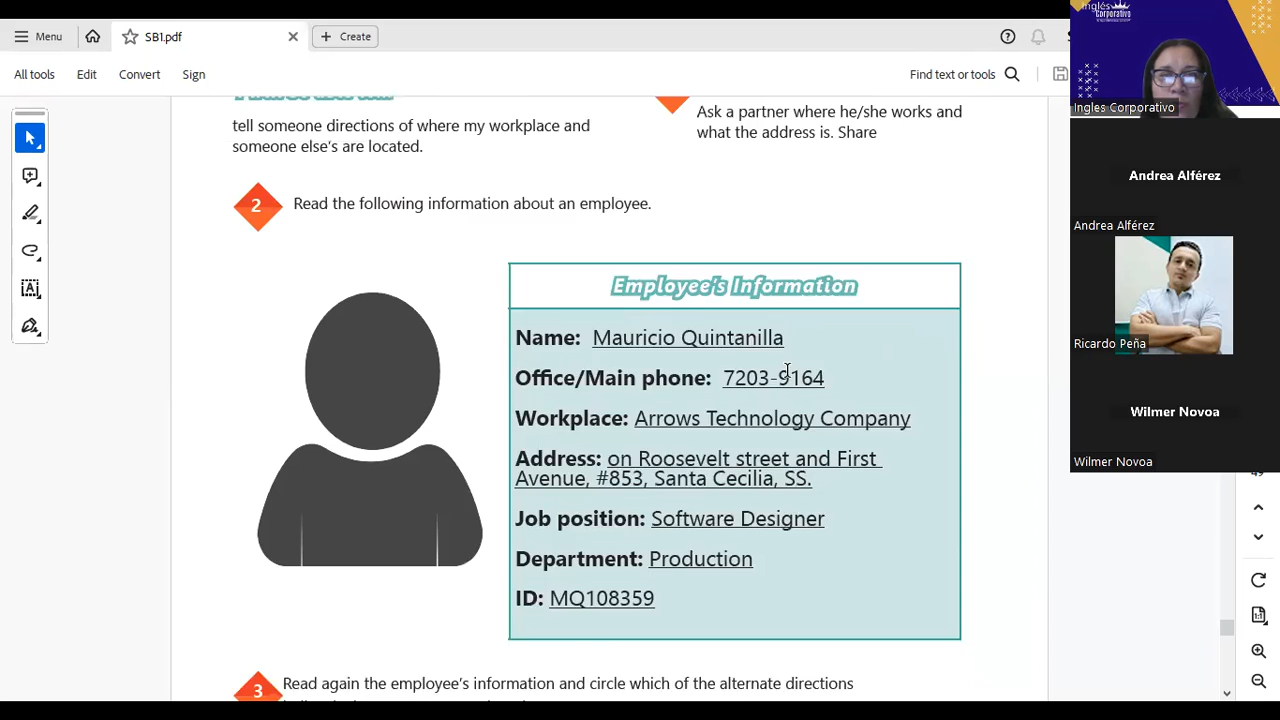 Menu
SB1.pdf
Create
All tools
Edit
Convert
Sign
Find text or tools
tell someone directions of where my workplace and
someone else's are located.
Ask a partner where he/she works and
what the address is. Share
2
Read the following information about an employee.
Employee's Information
Name: Mauricio Quintanilla
Office/Main phone: 7203-9164
Workplace: Arrows Technology Company
Address: on Roosevelt street and First
Avenue, #853, Santa Cecilia, SS.
Job position: Software Designer
Department: Production
ID: MQ108359
3
Read again the employee's information and circle which of the alternate directions
Inglés
corporativo
Ingles Corporativo
Andrea Alférez
Andrea Alférez
Ricardo Peña
Wilmer Novoa
Wilmer Novoa
1:1